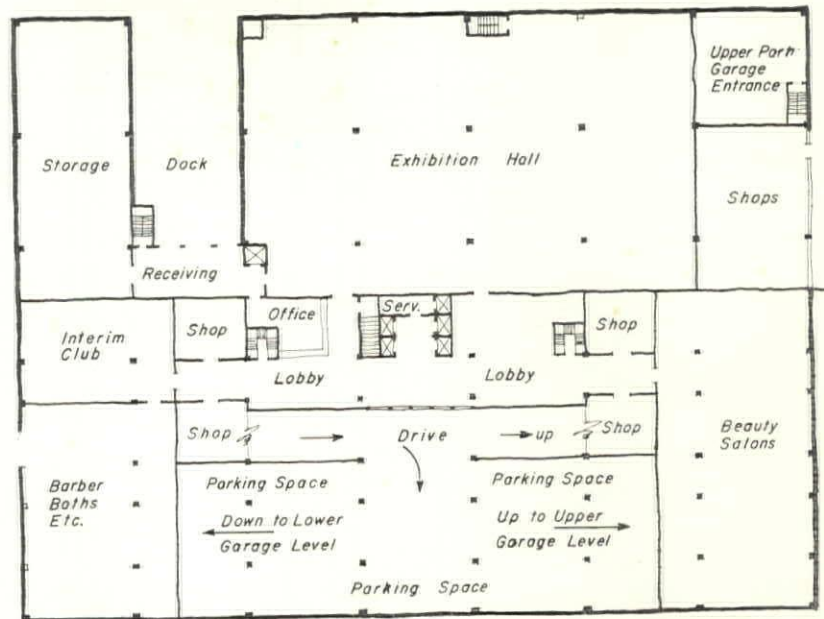 Upper Part
Garage
Entrance
Storage
Dock
Exhibition Hall
Shops
Receiving
Office
Serv.
Shop
Shop
Interim
Club
Lobby
Lobby
Shop
Drive
up
Shop
Beauty
Salons
Barber
Baths
Etc.
Parking Space
Parking Space
Down to Lower
Garage Level
Up to Upper
Garage Level
Parking Space